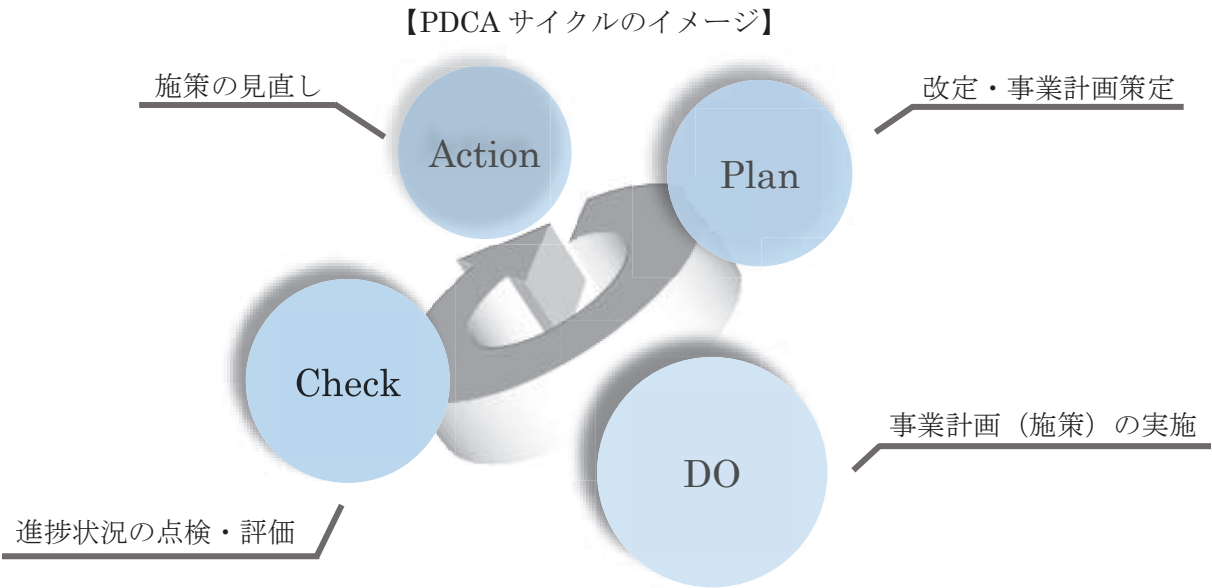 【PDCA サイクルのイメージ】
施策の見直し
改定・事業計画策定
Action
Plan
Check
DO
事業計画（施策）の実施
進捗状況の点検・評価